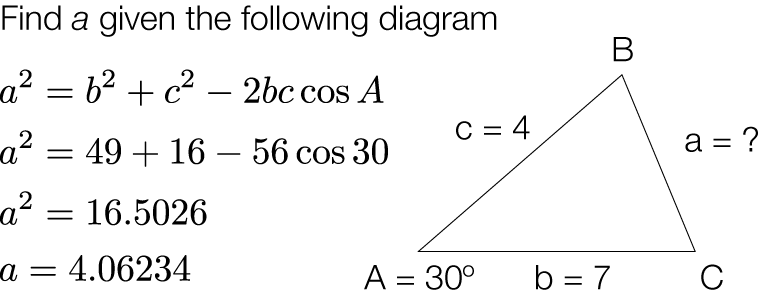 Find a given the following diagram
a² = b² + c² − 2bc cos A
a² = 49 + 16 − 56 cos 30
a² = 16.5026
a = 4.06234
B
c = 4
a = ?
A = 30º
b = 7
C